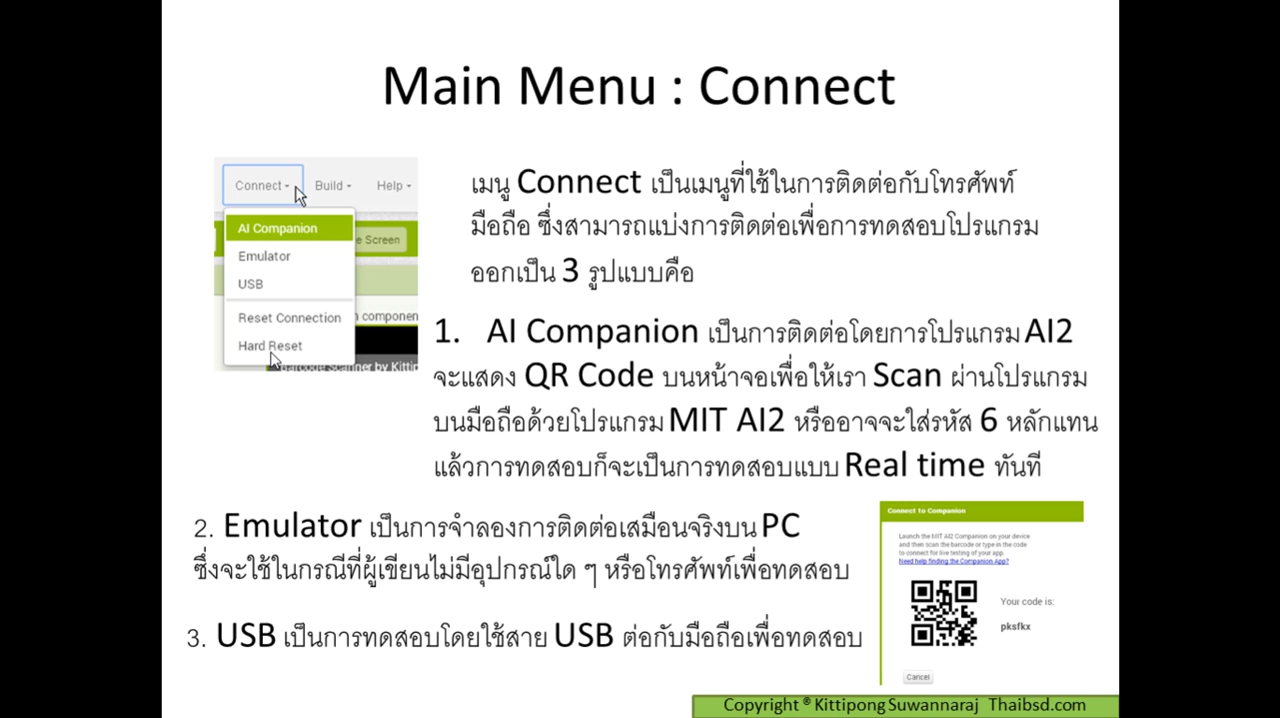 Main Menu : Connect
Connect Build Help
AI Companion
e Screen
Emulator
USB
Reset Connection
n componen
Hard Reset
Barcode Scanner by Kittip
เมนู Connect เป็นเมนูที่ใช้ในการติดต่อกับโทรศัพท์
มือถือ ซึ่งสามารถแบ่งการติดต่อเพื่อการทดสอบโปรแกรม
ออกเป็น 3 รูปแบบคือ
1. AI Companion เป็นการติดต่อโดยการโปรแกรม AI2
จะแสดง QR Code บนหน้าจอเพื่อให้เรา Scan ผ่านโปรแกรม
บนมือถือด้วยโปรแกรม MIT AI2 หรืออาจจะใส่รหัส 6 หลักแทน
แล้วการทดสอบก็จะเป็นการทดสอบแบบ Real time ทันที
2. Emulator เป็นการจำลองการติดต่อเสมือนจริงบน PC
ซึ่งจะใช้ในกรณีที่ผู้เขียนไม่มีอุปกรณ์ใด ๆ หรือโทรศัพท์เพื่อทดสอบ
3. USB เป็นการทดสอบโดยใช้สาย USB ต่อกับมือถือเพื่อทดสอบ
Connect to Companion
Launch the MIT AI2 Companion on your device
and then scan the barcode or type in the code
to connect for live testing of your app.
Need help finding the Companion App?
Your code is:
pksfkx
Cancel
Copyright ® Kittipong Suwannaraj Thaibsd.com